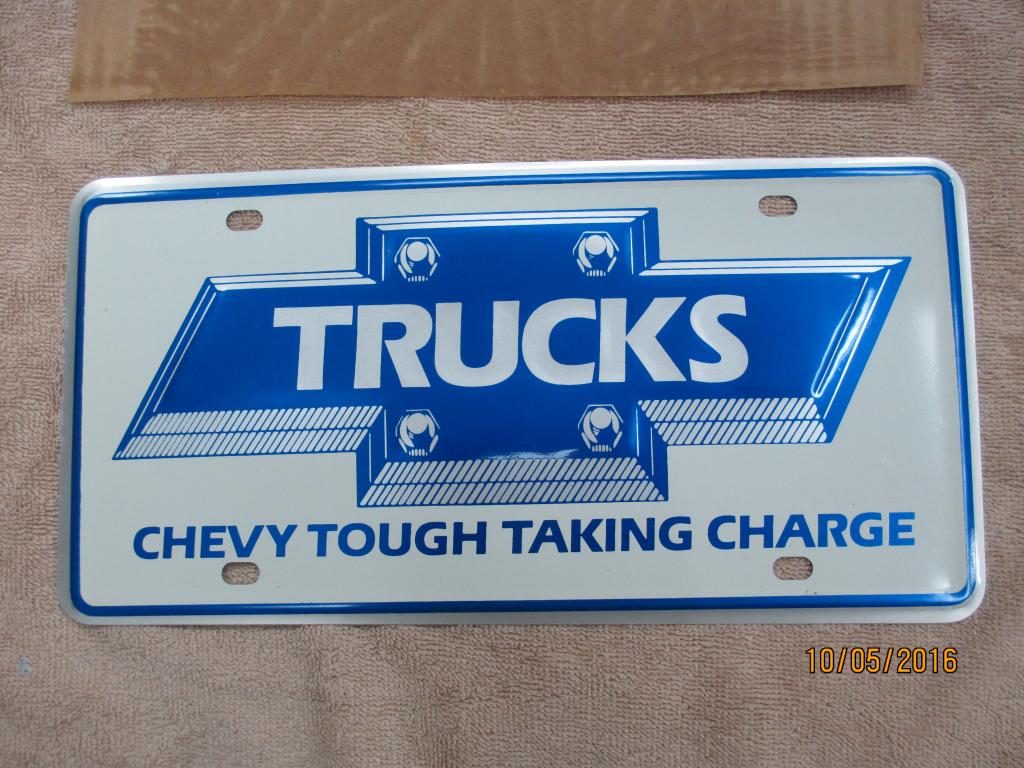 TRUCKS
CHEVY TOUGH TAKING CHARGE
10/05/2016